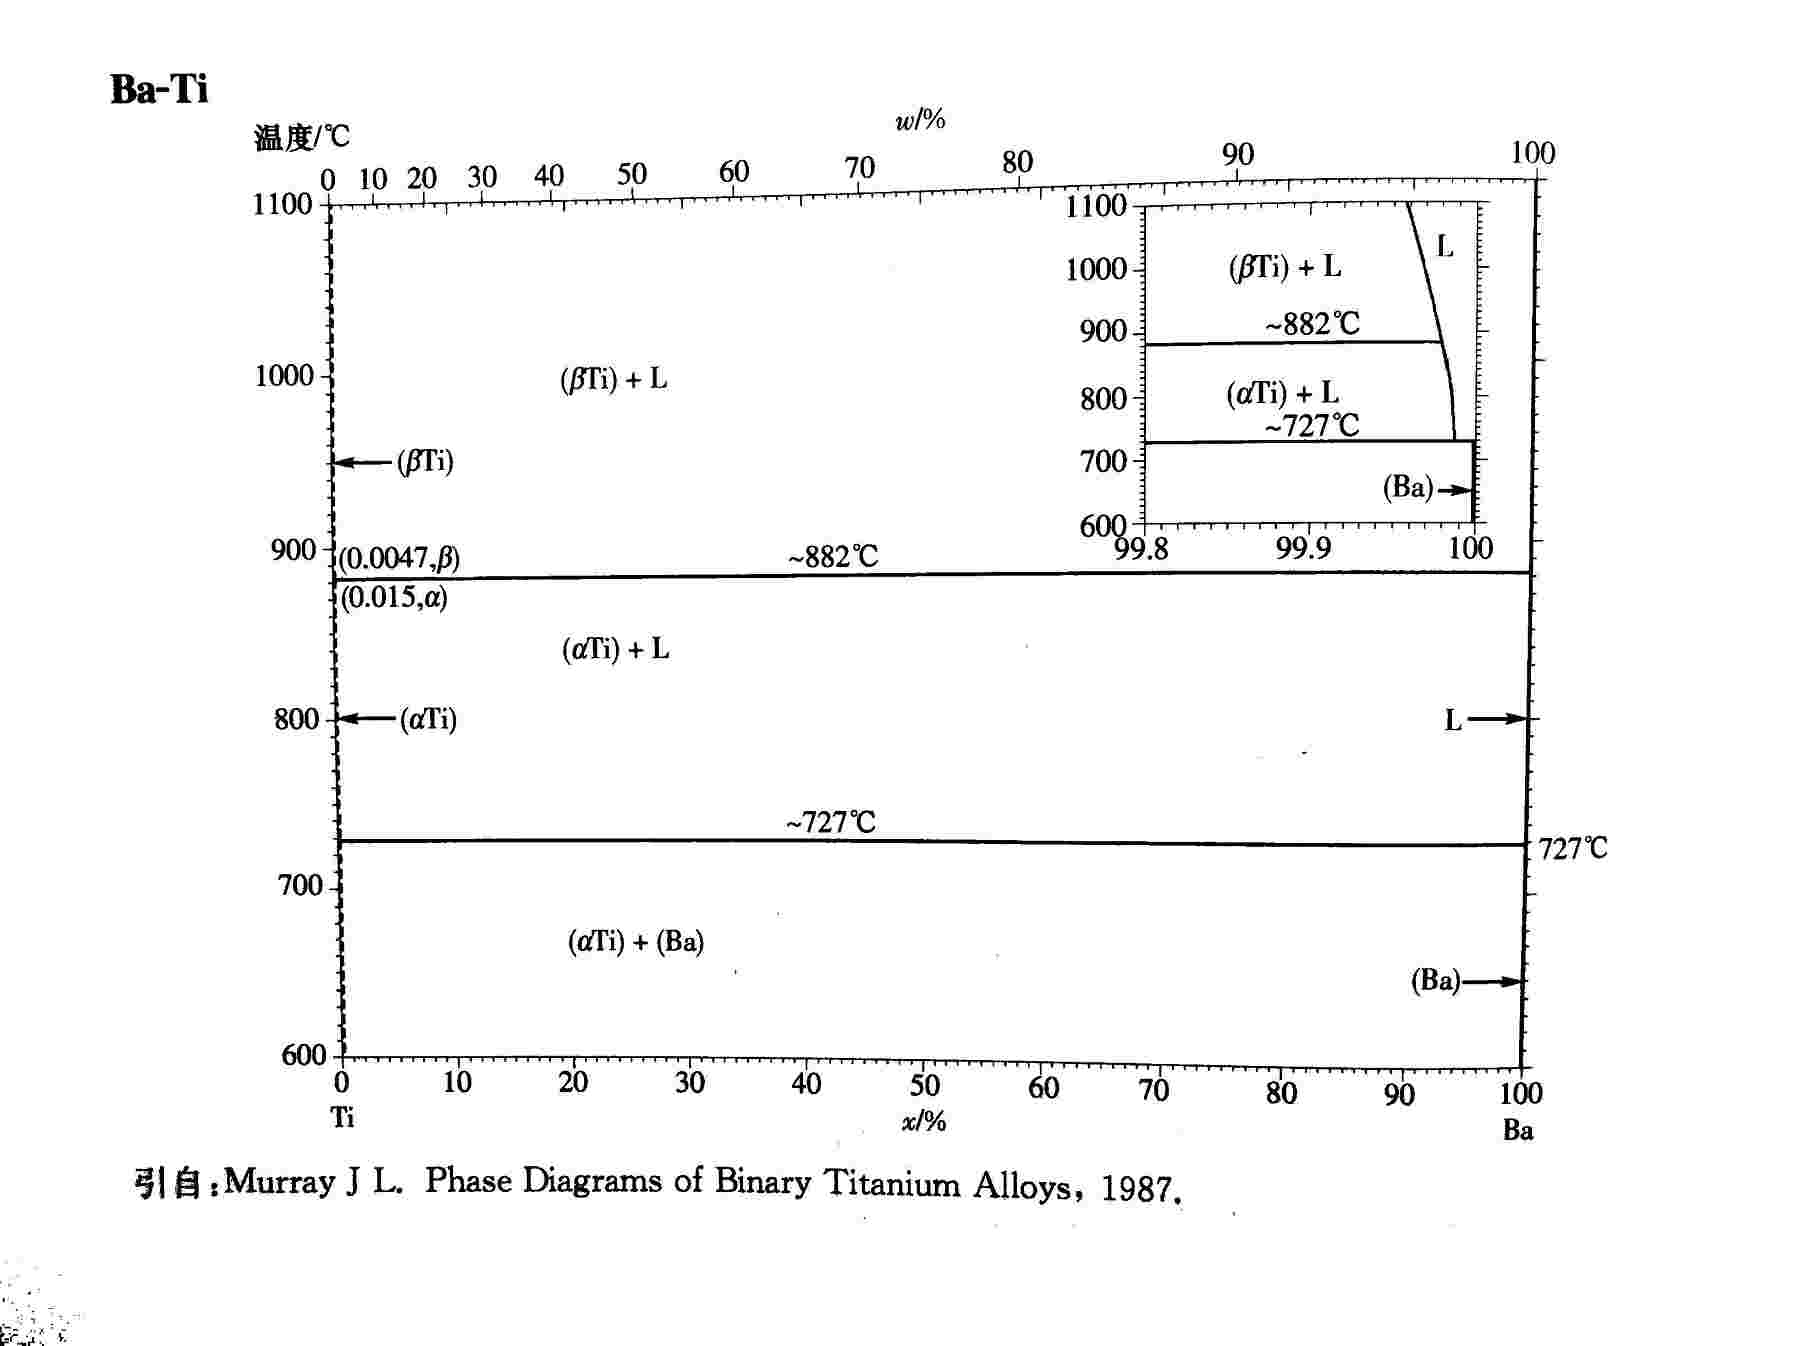 Ba-Ti
温度/℃
w/%
0 10 20 30 40 50 60 70 80 90 100
1100
1000
900
800
700
600
(βTi) + L
(βTi)
(0.0047,β)
~882℃
(0.015,α)
(αTi) + L
(αTi)
L
~727℃
727℃
(αTi) + (Ba)
(Ba)
1100
1000
900
800
700
600
L
(βTi) + L
~882℃
(αTi) + L
~727℃
(Ba)
99.8 99.9 100
0 10 20 30 40 50 60 70 80 90 100
Ti x/% Ba
引自:Murray J L. Phase Diagrams of Binary Titanium Alloys, 1987.